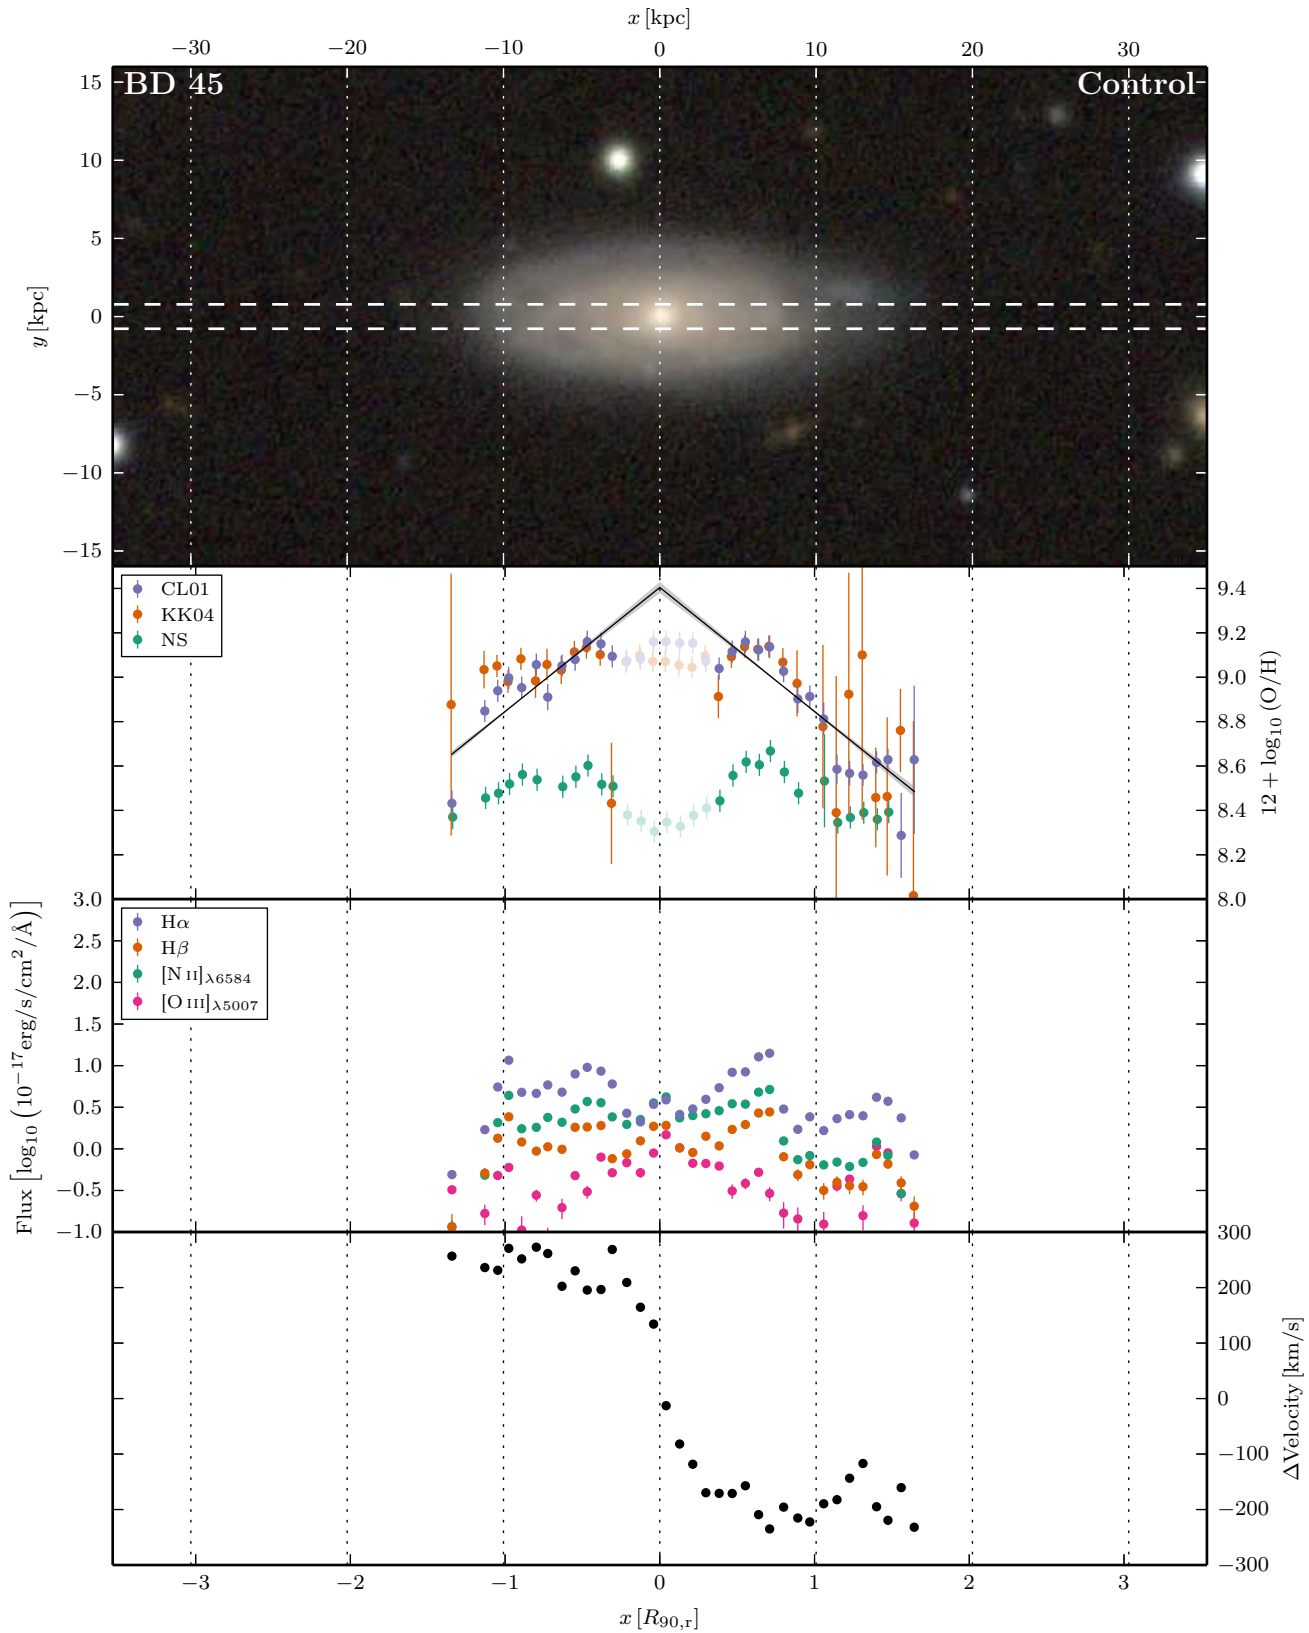 x [kpc]
−30 −20 −10 0 10 20 30
BD 45 Control
15
10
5
0
−5
−10
−15
y [kpc]
CL01
KK04
NS
9.4
9.2
9.0
8.8
8.6
8.4
8.2
8.0
12 + log₁₀ (O/H)
3.0
2.5
2.0
1.5
1.0
0.5
0.0
−0.5
−1.0
Flux [log₁₀ (10⁻¹⁷erg/s/cm²/Å)]
Hα
Hβ
[N II]λ6584
[O III]λ5007
300
200
100
0
−100
−200
−300
ΔVelocity [km/s]
−3 −2 −1 0 1 2 3
x [R₉₀,ᵣ]